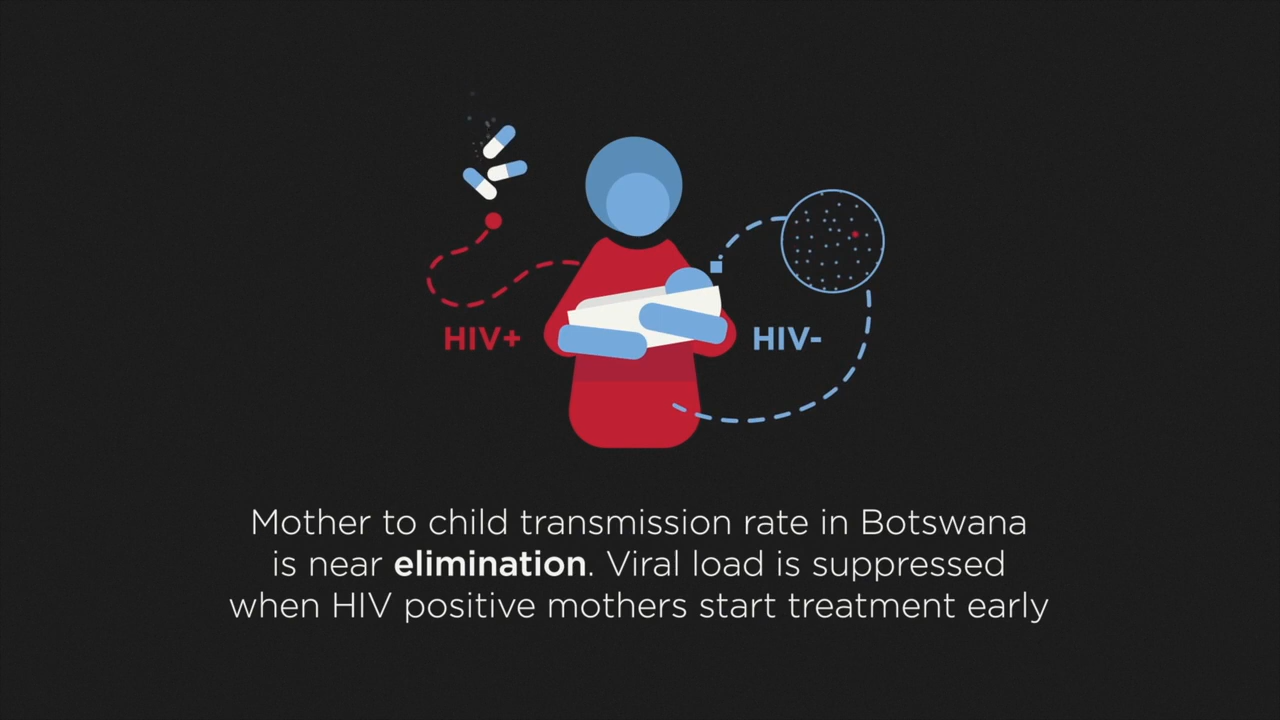 HIV+
HIV-
Mother to child transmission rate in Botswana
is near elimination. Viral load is suppressed
when HIV positive mothers start treatment early